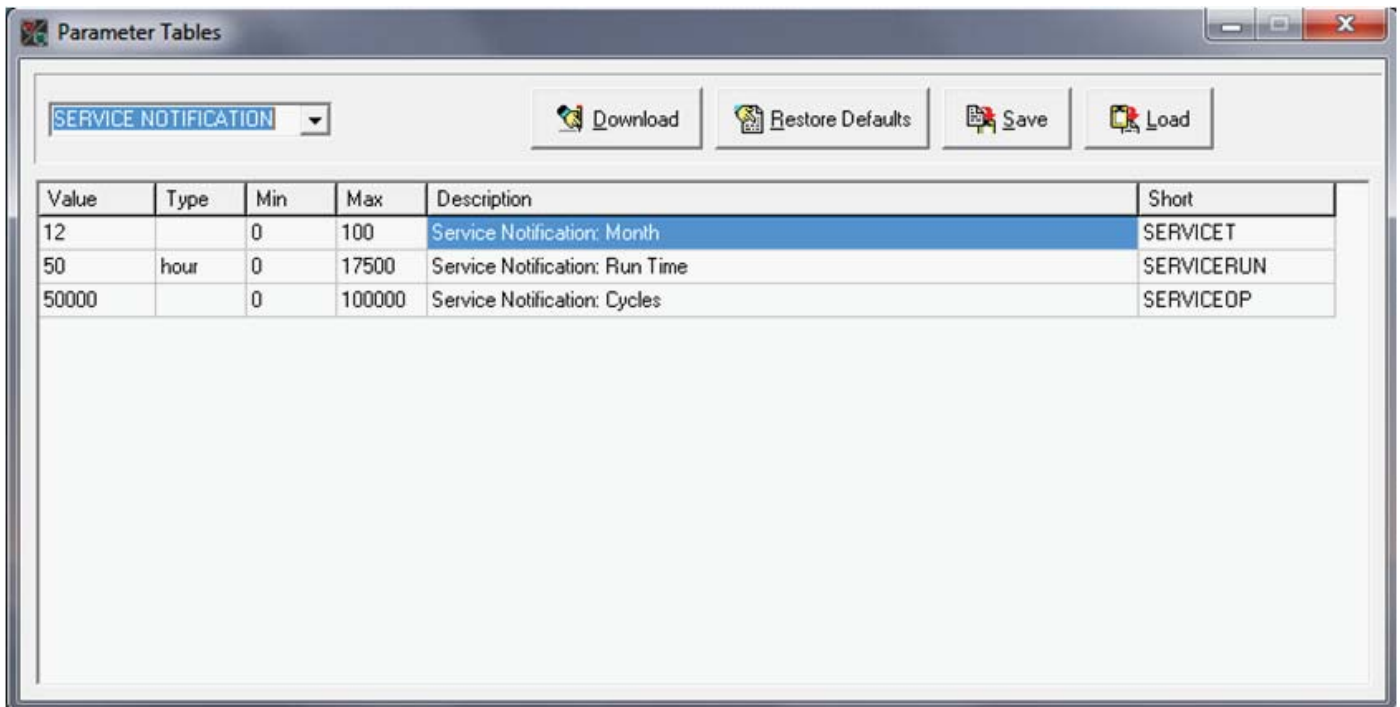 Parameter Tables
SERVICE NOTIFICATION Download Restore Defaults Save Load
Value Type Min Max Description Short
12 0 100 Service Notification: Month SERVICET
50 hour 0 17500 Service Notification: Run Time SERVICERUN
50000 0 100000 Service Notification: Cycles SERVICEOP